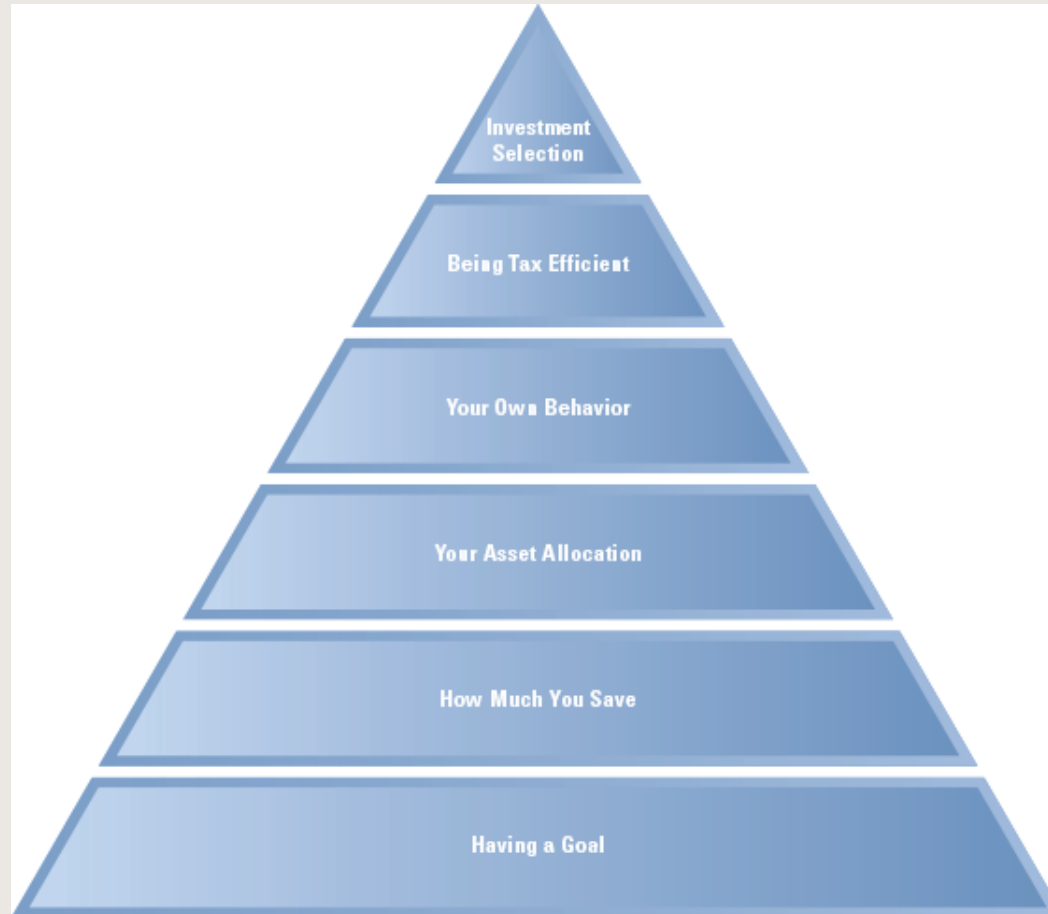 Investment
Selection
Being Tax Efficient
Your Own Behavior
Your Asset Allocation
How Much You Save
Having a Goal